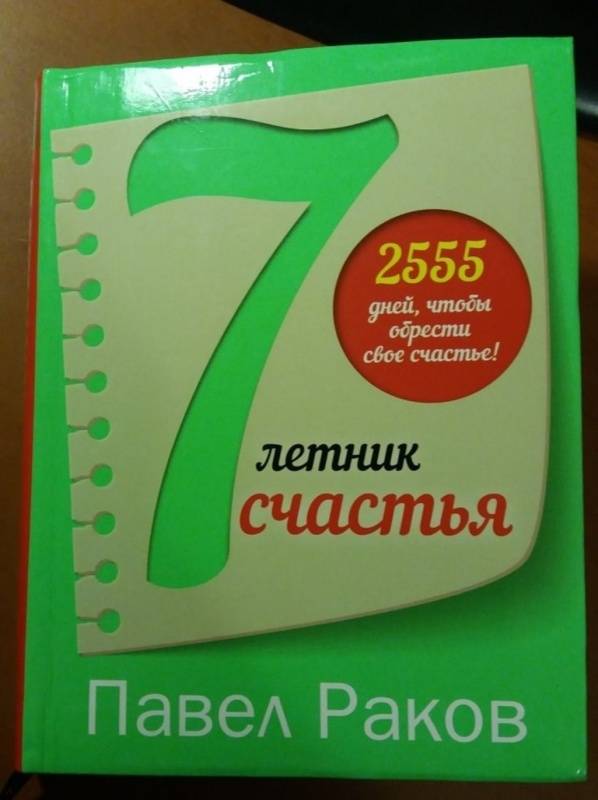 7
2555
дней, чтобы
обрести
свое счастье!
летник
счастья
Павел Раков